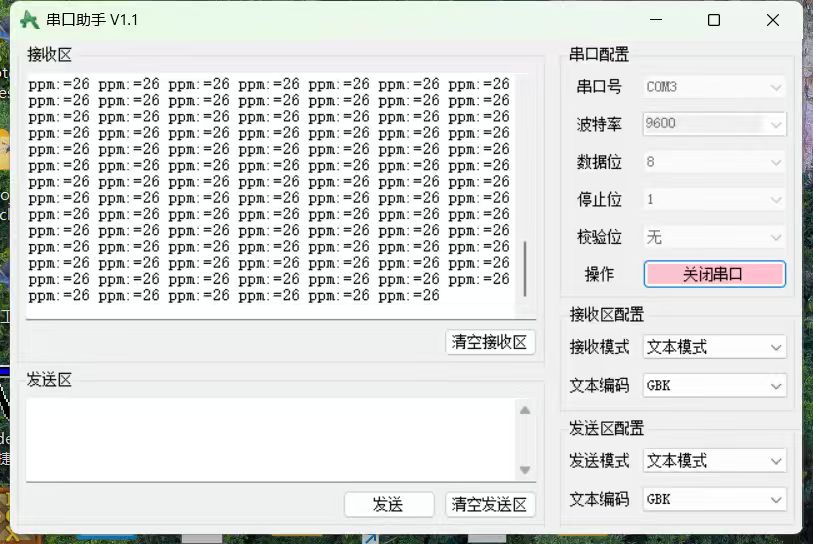 串口助手 V1.1
接收区
ppm:=26 ppm:=26 ppm:=26 ppm:=26 ppm:=26 ppm:=26 ppm:=26
ppm:=26 ppm:=26 ppm:=26 ppm:=26 ppm:=26 ppm:=26 ppm:=26
ppm:=26 ppm:=26 ppm:=26 ppm:=26 ppm:=26 ppm:=26 ppm:=26
ppm:=26 ppm:=26 ppm:=26 ppm:=26 ppm:=26 ppm:=26 ppm:=26
ppm:=26 ppm:=26 ppm:=26 ppm:=26 ppm:=26 ppm:=26 ppm:=26
ppm:=26 ppm:=26 ppm:=26 ppm:=26 ppm:=26 ppm:=26 ppm:=26
ppm:=26 ppm:=26 ppm:=26 ppm:=26 ppm:=26 ppm:=26 ppm:=26
ppm:=26 ppm:=26 ppm:=26 ppm:=26 ppm:=26 ppm:=26 ppm:=26
ppm:=26 ppm:=26 ppm:=26 ppm:=26 ppm:=26 ppm:=26 ppm:=26
ppm:=26 ppm:=26 ppm:=26 ppm:=26 ppm:=26 ppm:=26 ppm:=26
ppm:=26 ppm:=26 ppm:=26 ppm:=26 ppm:=26 ppm:=26 ppm:=26
ppm:=26 ppm:=26 ppm:=26 ppm:=26 ppm:=26 ppm:=26 ppm:=26
ppm:=26 ppm:=26 ppm:=26 ppm:=26 ppm:=26 ppm:=26 ppm:=26
ppm:=26 ppm:=26 ppm:=26 ppm:=26 ppm:=26 ppm:=26
清空接收区
发送区
发送 清空发送区
串口配置
串口号 COM3
波特率 9600
数据位 8
停止位 1
校验位 无
操作 关闭串口
接收区配置
接收模式 文本模式
文本编码 GBK
发送区配置
发送模式 文本模式
文本编码 GBK